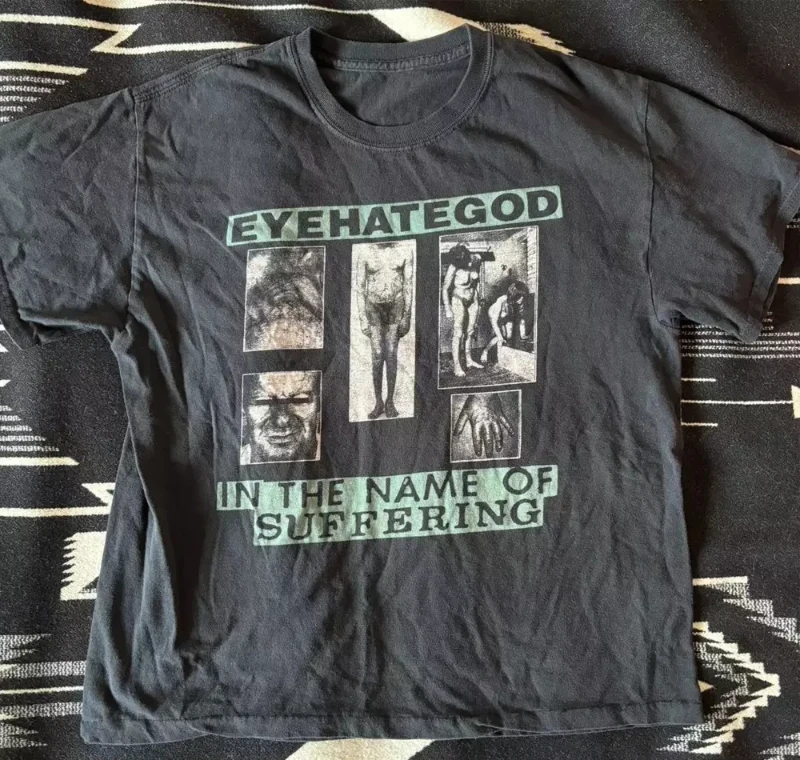 EYEHATEGOD
IN THE NAME OF
SUFFERING